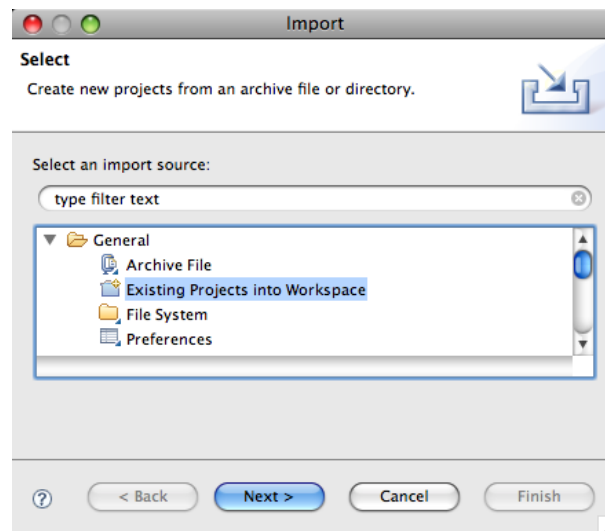 Import
Select
Create new projects from an archive file or directory.
Select an import source:
type filter text
General
Archive File
Existing Projects into Workspace
File System
Preferences
? < Back Next > Cancel Finish